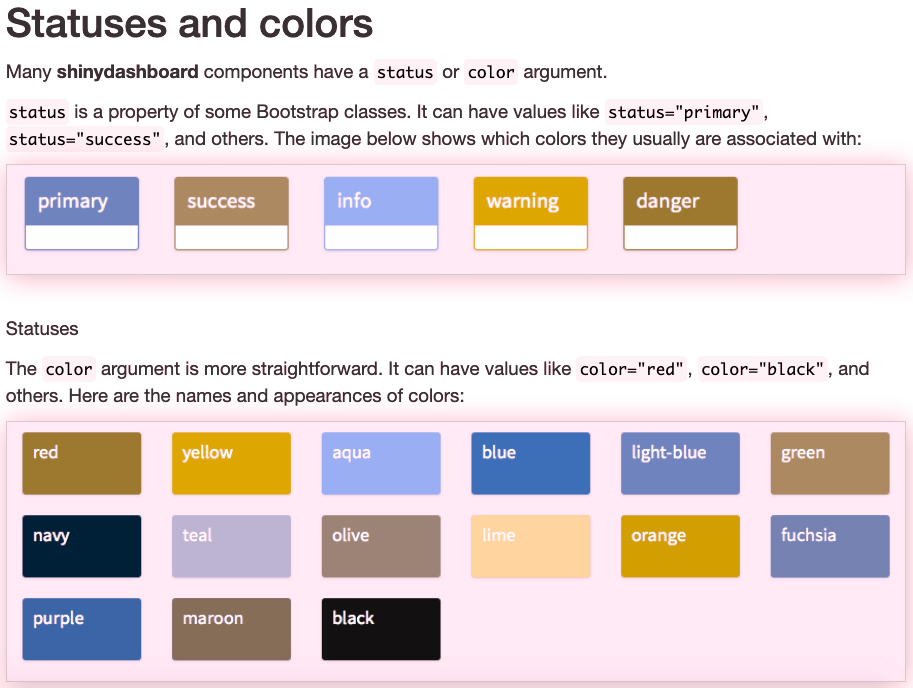 Statuses and colors
Many shinydashboard components have a status or color argument.
status is a property of some Bootstrap classes. It can have values like status="primary",
status="success", and others. The image below shows which colors they usually are associated with:
primary success info warning danger
Statuses
The color argument is more straightforward. It can have values like color="red", color="black", and
others. Here are the names and appearances of colors:
red yellow aqua blue light-blue green
navy teal olive lime orange fuchsia
purple maroon black